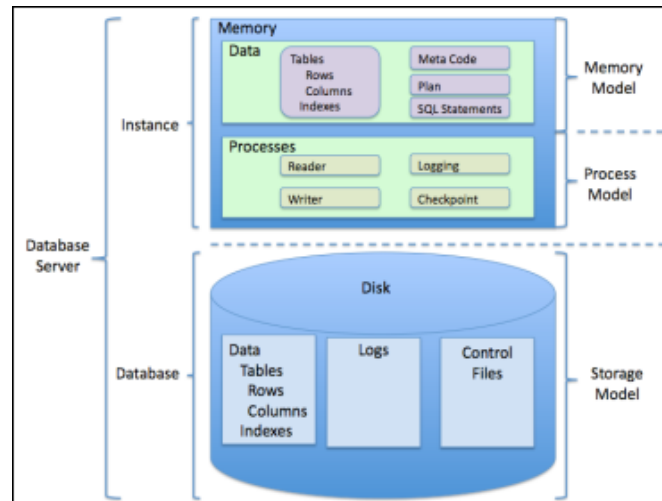 Memory
Data
Tables
Rows
Columns
Indexes
Meta Code
Plan
SQL Statements
Memory
Model
Instance
Processes
Reader
Logging
Writer
Checkpoint
Process
Model
Database
Server
Disk
Data
Tables
Rows
Columns
Indexes
Logs
Control
Files
Database
Storage
Model